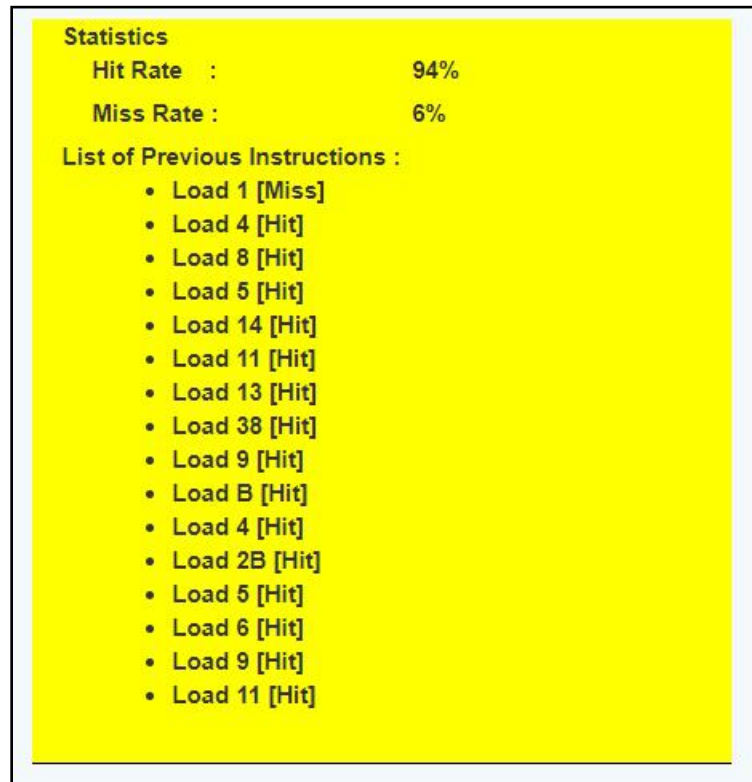 Statistics
Hit Rate : 94%
Miss Rate : 6%
List of Previous Instructions :
• Load 1 [Miss]
• Load 4 [Hit]
• Load 8 [Hit]
• Load 5 [Hit]
• Load 14 [Hit]
• Load 11 [Hit]
• Load 13 [Hit]
• Load 38 [Hit]
• Load 9 [Hit]
• Load B [Hit]
• Load 4 [Hit]
• Load 2B [Hit]
• Load 5 [Hit]
• Load 6 [Hit]
• Load 9 [Hit]
• Load 11 [Hit]